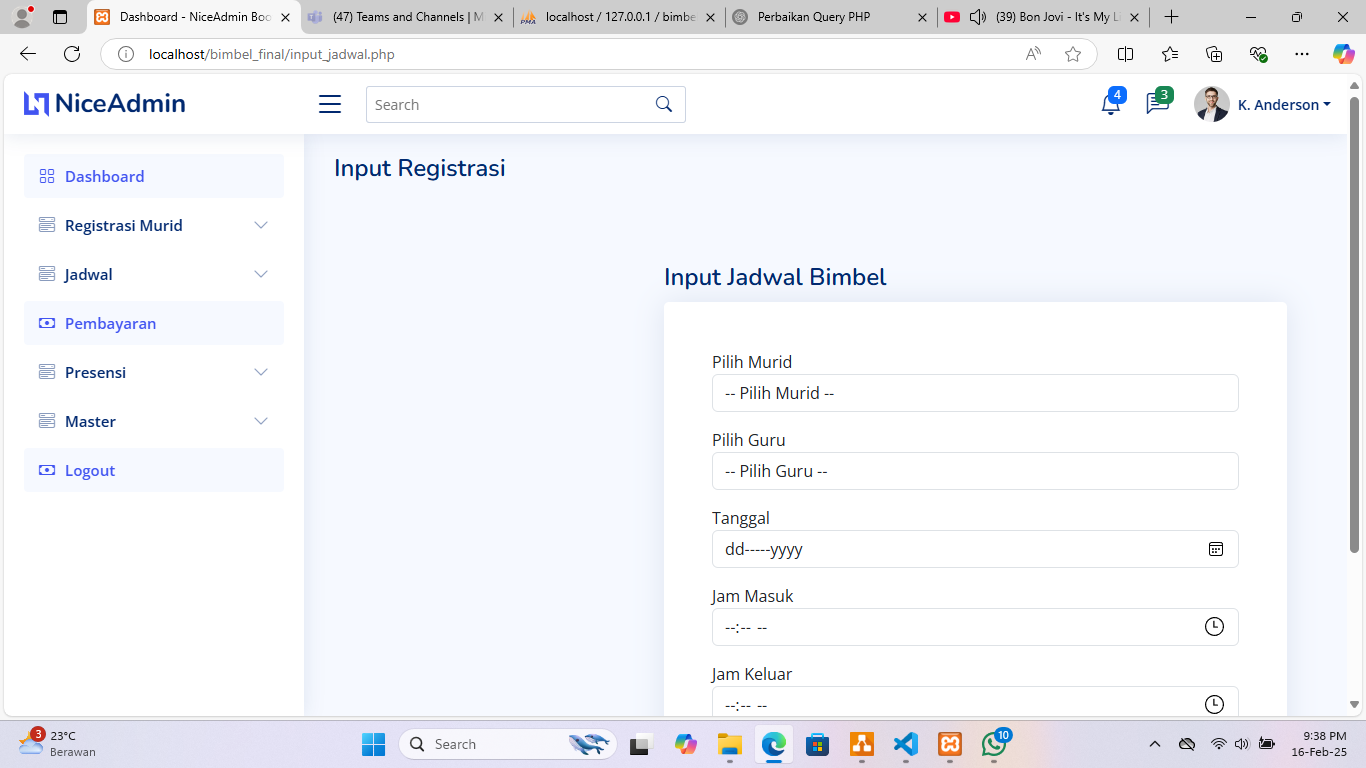 Dashboard - NiceAdmin Boo
(47) Teams and Channels | M
localhost / 127.0.0.1 / bimbe
Perbaikan Query PHP
(39) Bon Jovi - It's My Li
localhost/bimbel_final/input_jadwal.php
NiceAdmin
Search
4
3
K. Anderson
Dashboard
Registrasi Murid
Jadwal
Pembayaran
Presensi
Master
Logout
Input Registrasi
Input Jadwal Bimbel
Pilih Murid
-- Pilih Murid --
Pilih Guru
-- Pilih Guru --
Tanggal
dd-----yyyy
Jam Masuk
--:-- --
Jam Keluar
--:-- --
3
23°C
Berawan
Search
10
9:38 PM
16-Feb-25